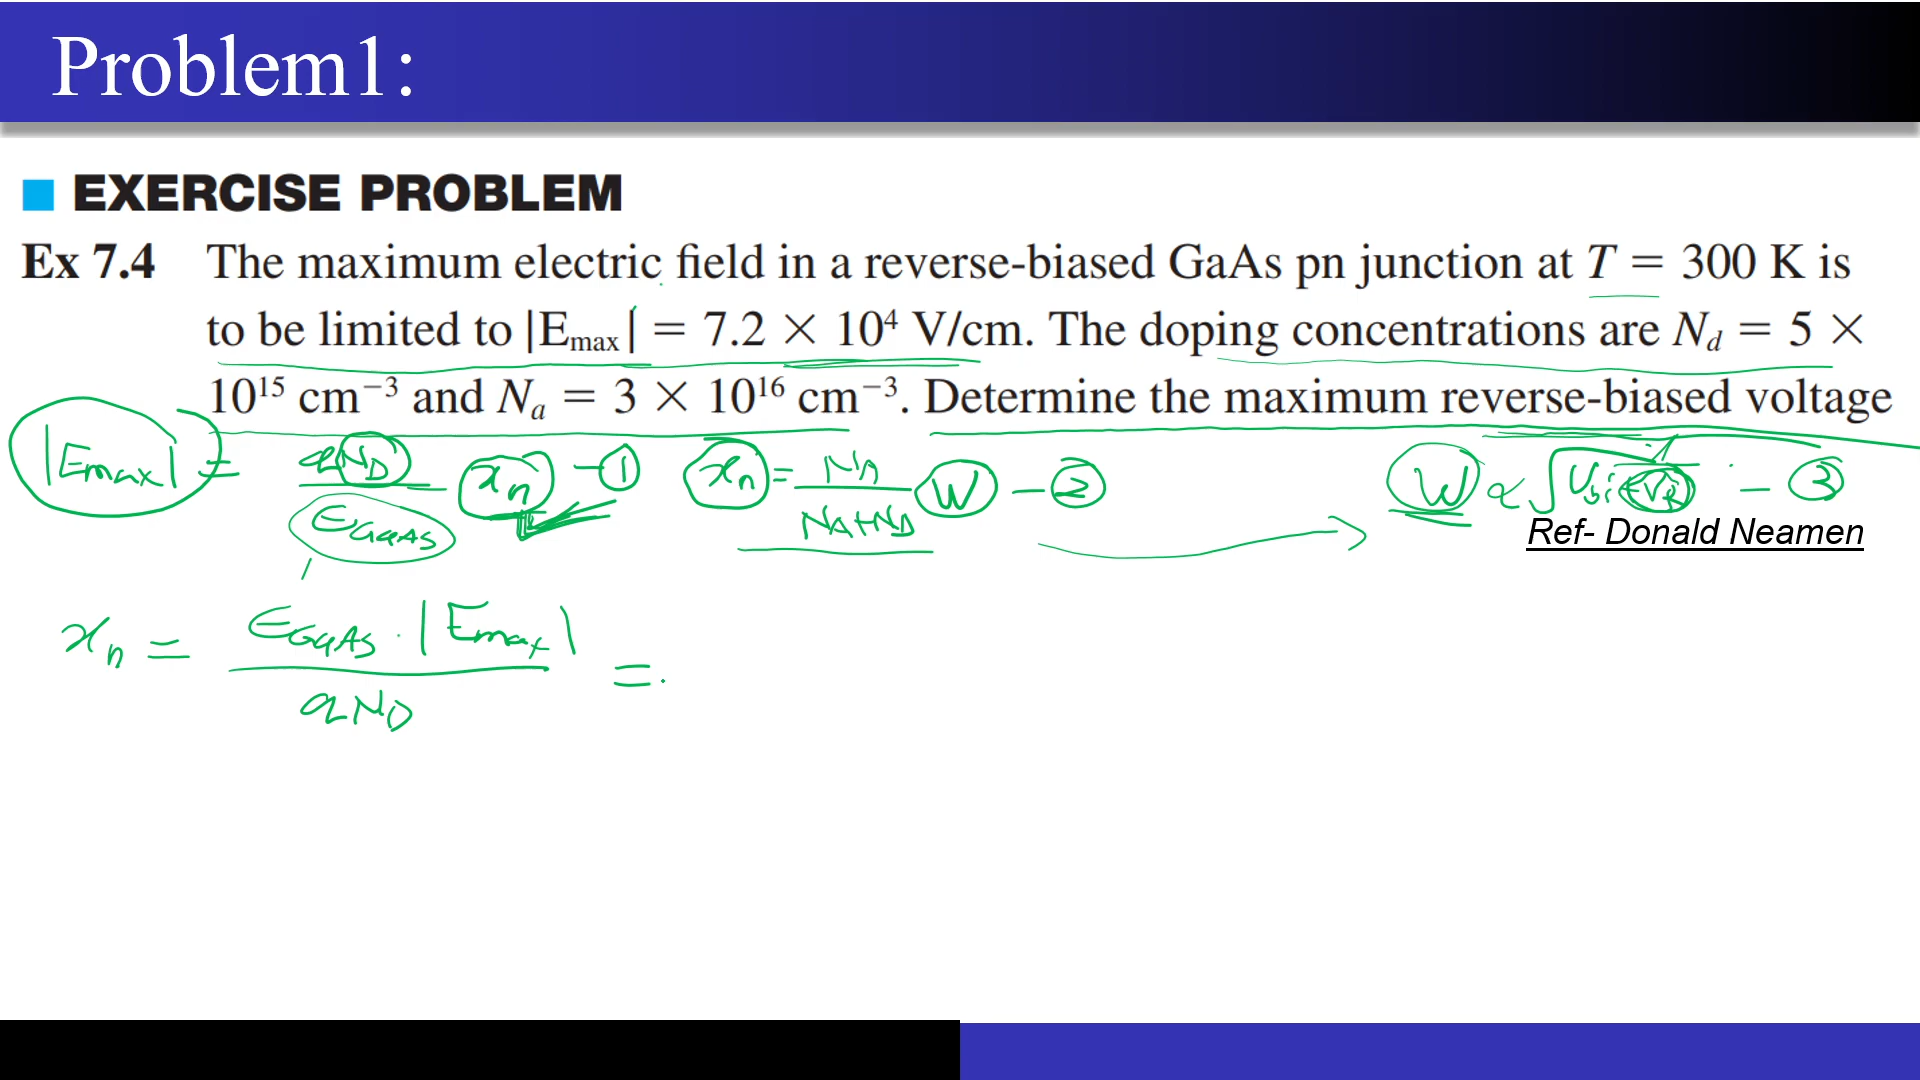 Problem1:
EXERCISE PROBLEM
Ex 7.4 The maximum electric field in a reverse-biased GaAs pn junction at T = 300 K is
to be limited to |Emax| = 7.2 × 10⁴ V/cm. The doping concentrations are Nd = 5 ×
10¹⁵ cm⁻³ and Na = 3 × 10¹⁶ cm⁻³. Determine the maximum reverse-biased voltage
|Emax| = qND / ϵGaAs xn - ① xn = NA / NA+ND W - ② W ∝ √Vbi+VR - ③
Ref- Donald Neamen
xn = ϵGaAs . |Emax| / qND =